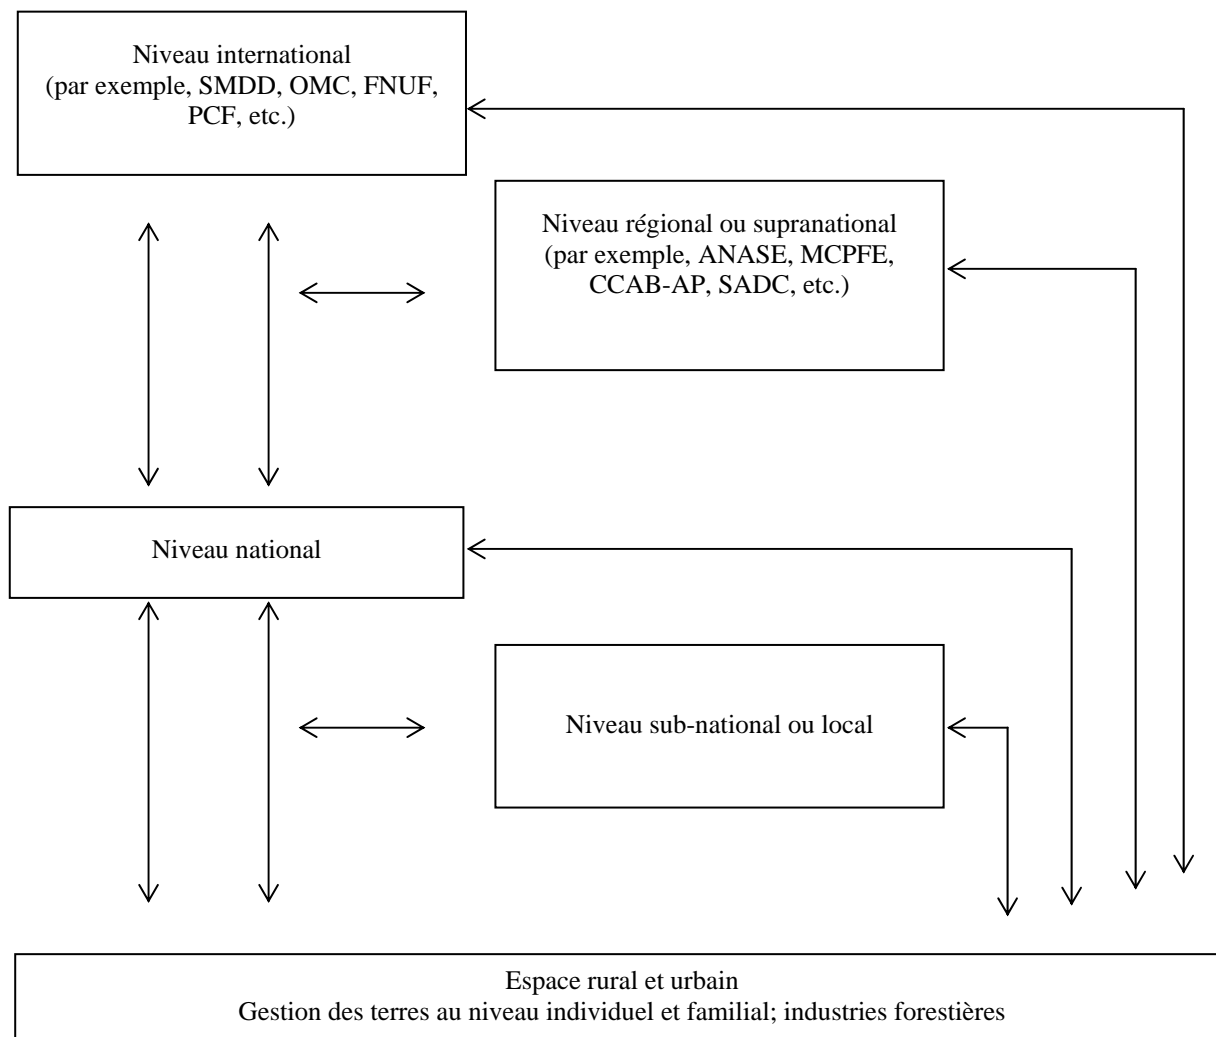 Niveau international
(par exemple, SMDD, OMC, FNUF,
PCF, etc.)
Niveau régional ou supranational
(par exemple, ANASE, MCPFE,
CCAB-AP, SADC, etc.)
Niveau national
Niveau sub-national ou local
Espace rural et urbain
Gestion des terres au niveau individuel et familial; industries forestières